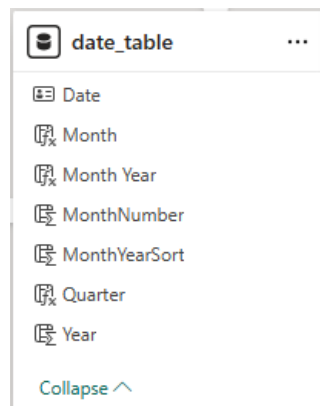 date_table
Date
Month
Month Year
MonthNumber
MonthYearSort
Quarter
Year
Collapse